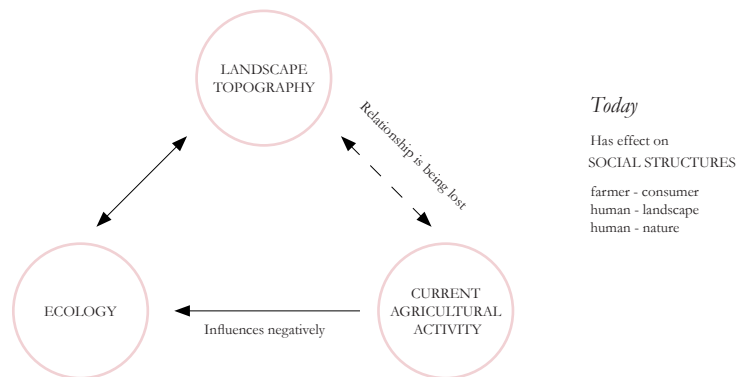 LANDSCAPE
TOPOGRAPHY
Relationship is being lost
Today
Has effect on
SOCIAL STRUCTURES
farmer - consumer
human - landscape
human - nature
ECOLOGY
Influences negatively
CURRENT
AGRICULTURAL
ACTIVITY